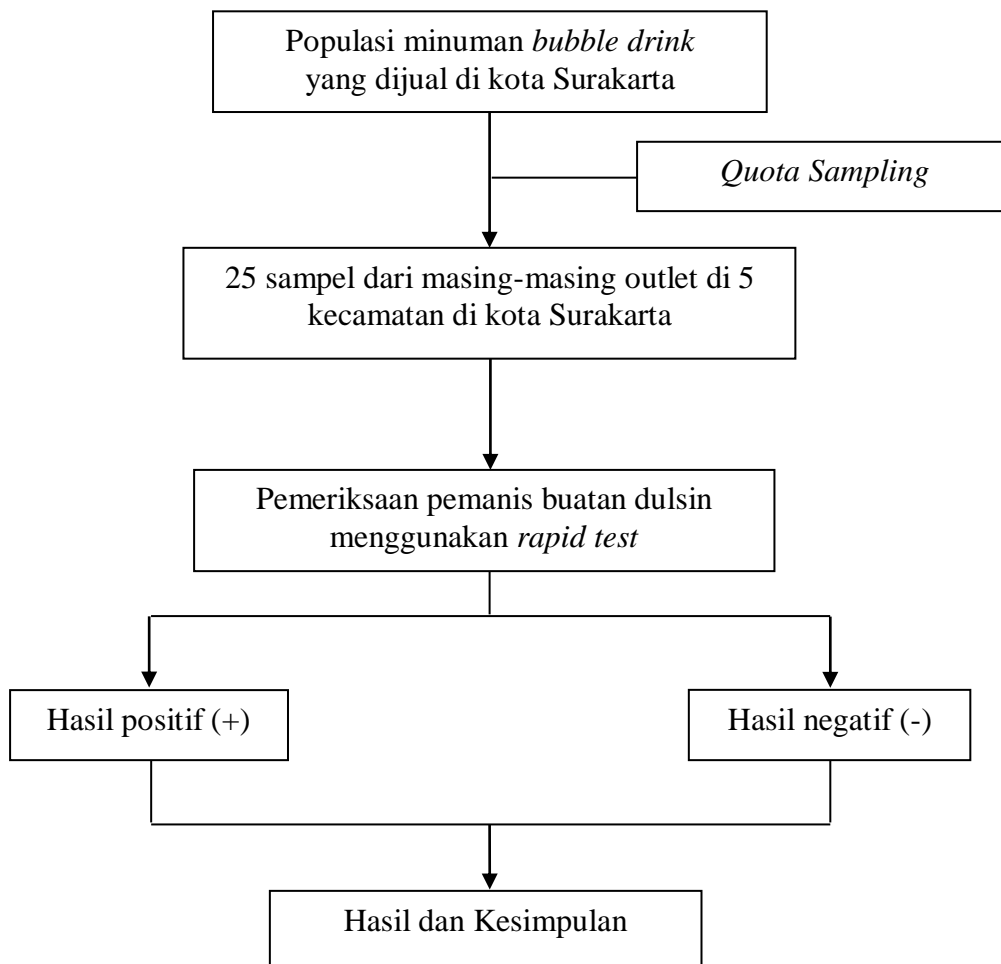 Populasi minuman bubble drink
yang dijual di kota Surakarta
Quota Sampling
25 sampel dari masing-masing outlet di 5
kecamatan di kota Surakarta
Pemeriksaan pemanis buatan dulsin
menggunakan rapid test
Hasil positif (+)
Hasil negatif (-)
Hasil dan Kesimpulan